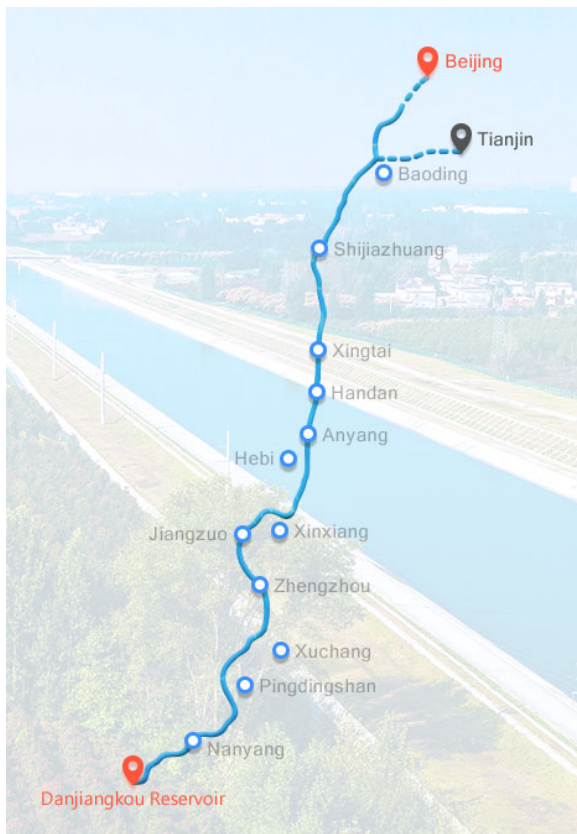 Beijing
Tianjin
Baoding
Shijiazhuang
Xingtai
Handan
Anyang
Hebi
Xinxiang
Jiangzuo
Zhengzhou
Xuchang
Pingdingshan
Nanyang
Danjiangkou Reservoir